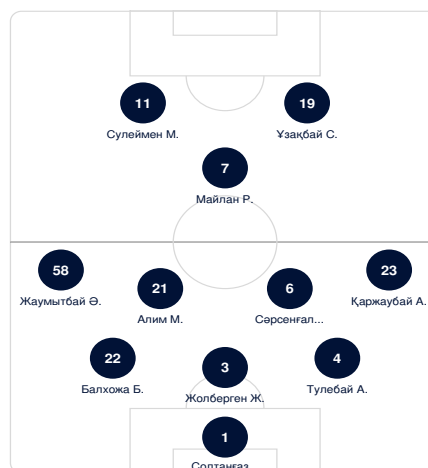 11 19
Сулеймен М. Ұзақбай С.
7
Майлан Р.
58 23
21 6
Жаумытбай Ә. Қаржаубай А.
Алим М. Сәрсенғал...
22 3 4
Балхожа Б. Тулебай А.
Жолберген Ж.
1
Солтанғаз